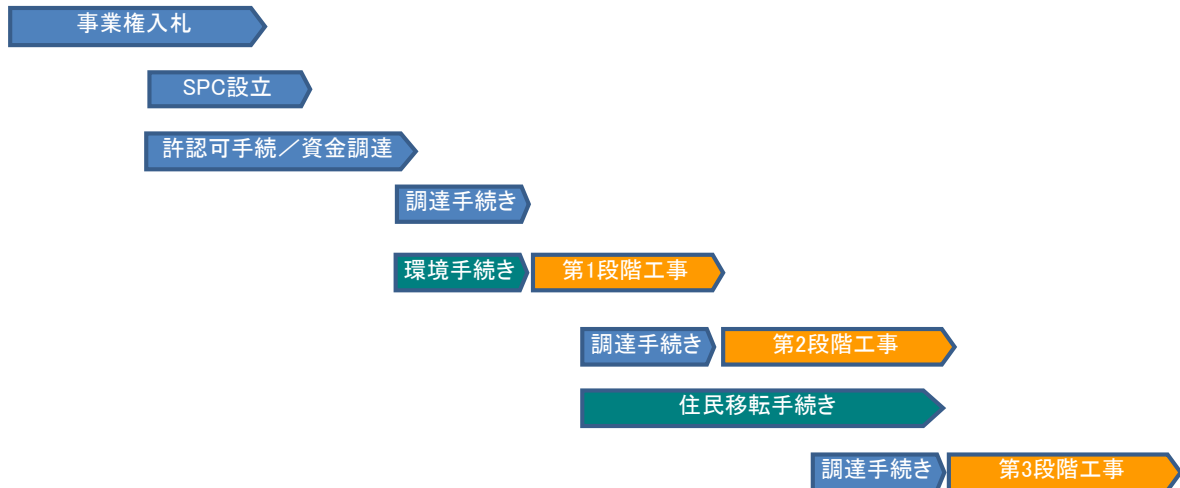 事業権入札
SPC設立
許認可手続／資金調達
調達手続き
環境手続き
第1段階工事
調達手続き
第2段階工事
住民移転手続き
調達手続き
第3段階工事